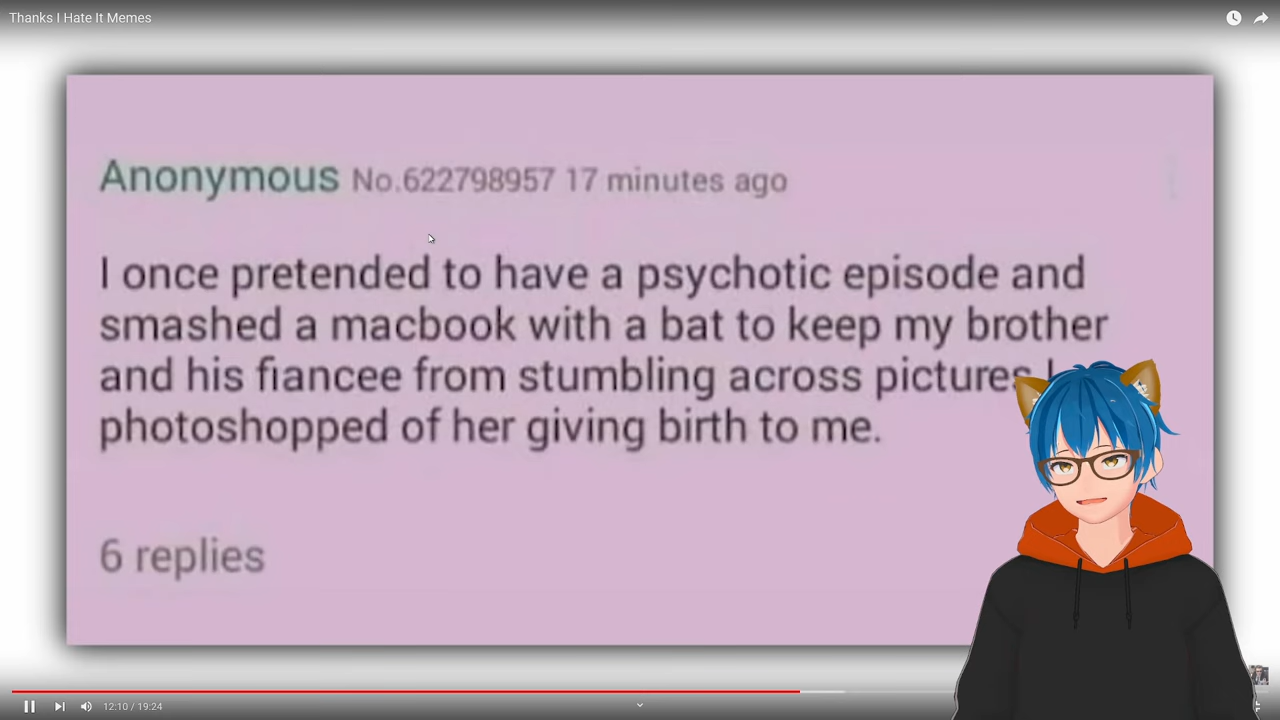 Thanks I Hate It Memes
Anonymous No.622798957 17 minutes ago
I once pretended to have a psychotic episode and
smashed a macbook with a bat to keep my brother
and his fiancee from stumbling across pictures I
photoshopped of her giving birth to me.
6 replies
12:10 / 19:24